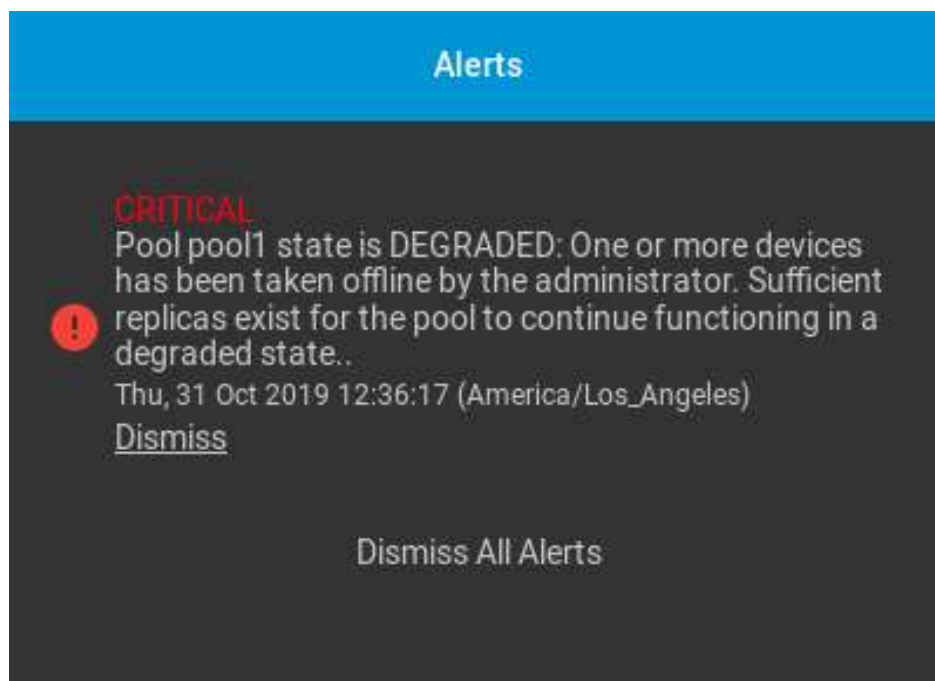 Alerts
CRITICAL
Pool pool1 state is DEGRADED: One or more devices
has been taken offline by the administrator. Sufficient
replicas exist for the pool to continue functioning in a
degraded state..
Thu, 31 Oct 2019 12:36:17 (America/Los_Angeles)
Dismiss
Dismiss All Alerts